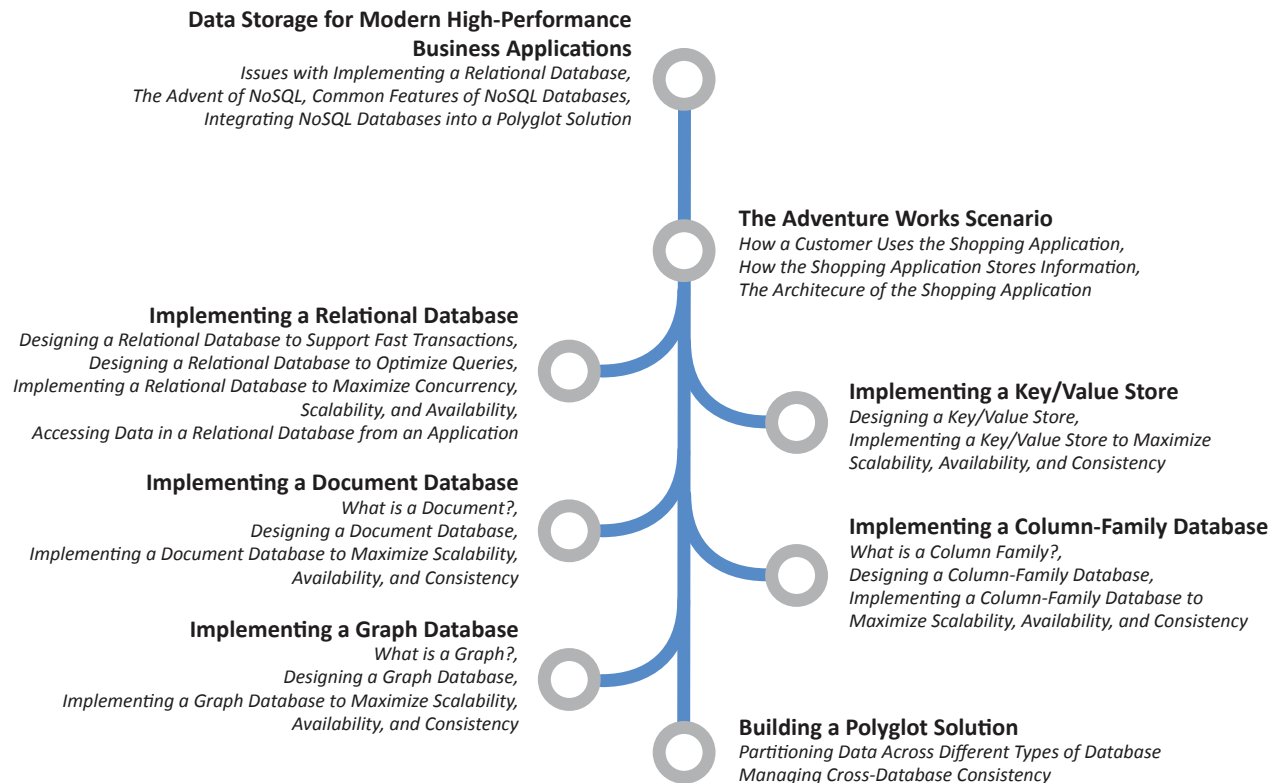 Data Storage for Modern High-Performance
Business Applications
Issues with Implementing a Relational Database,
The Advent of NoSQL, Common Features of NoSQL Databases,
Integrating NoSQL Databases into a Polyglot Solution
The Adventure Works Scenario
How a Customer Uses the Shopping Application,
How the Shopping Application Stores Information,
The Architecure of the Shopping Application
Implementing a Relational Database
Designing a Relational Database to Support Fast Transactions,
Designing a Relational Database to Optimize Queries,
Implementing a Relational Database to Maximize Concurrency,
Scalability, and Availability,
Accessing Data in a Relational Database from an Application
Implementing a Key/Value Store
Designing a Key/Value Store,
Implementing a Key/Value Store to Maximize
Scalability, Availability, and Consistency
Implementing a Document Database
What is a Document?,
Designing a Document Database,
Implementing a Document Database to Maximize Scalability,
Availability, and Consistency
Implementing a Column-Family Database
What is a Column Family?,
Designing a Column-Family Database,
Implementing a Column-Family Database to
Maximize Scalability, Availability, and Consistency
Implementing a Graph Database
What is a Graph?,
Designing a Graph Database,
Implementing a Graph Database to Maximize Scalability,
Availability, and Consistency
Building a Polyglot Solution
Partitioning Data Across Different Types of Database
Managing Cross-Database Consistency